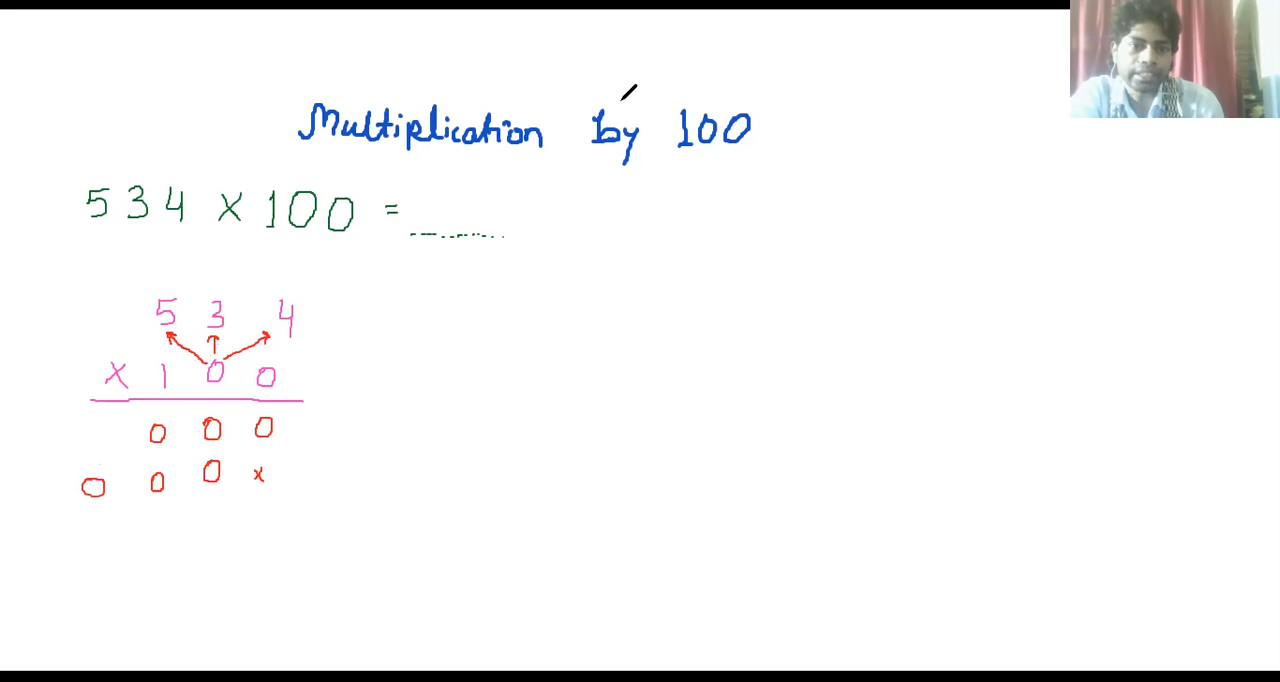 Multiplication by 100
534 × 100 =
5 3 4
× 1 0 0
0 0 0
0 0 0 ×